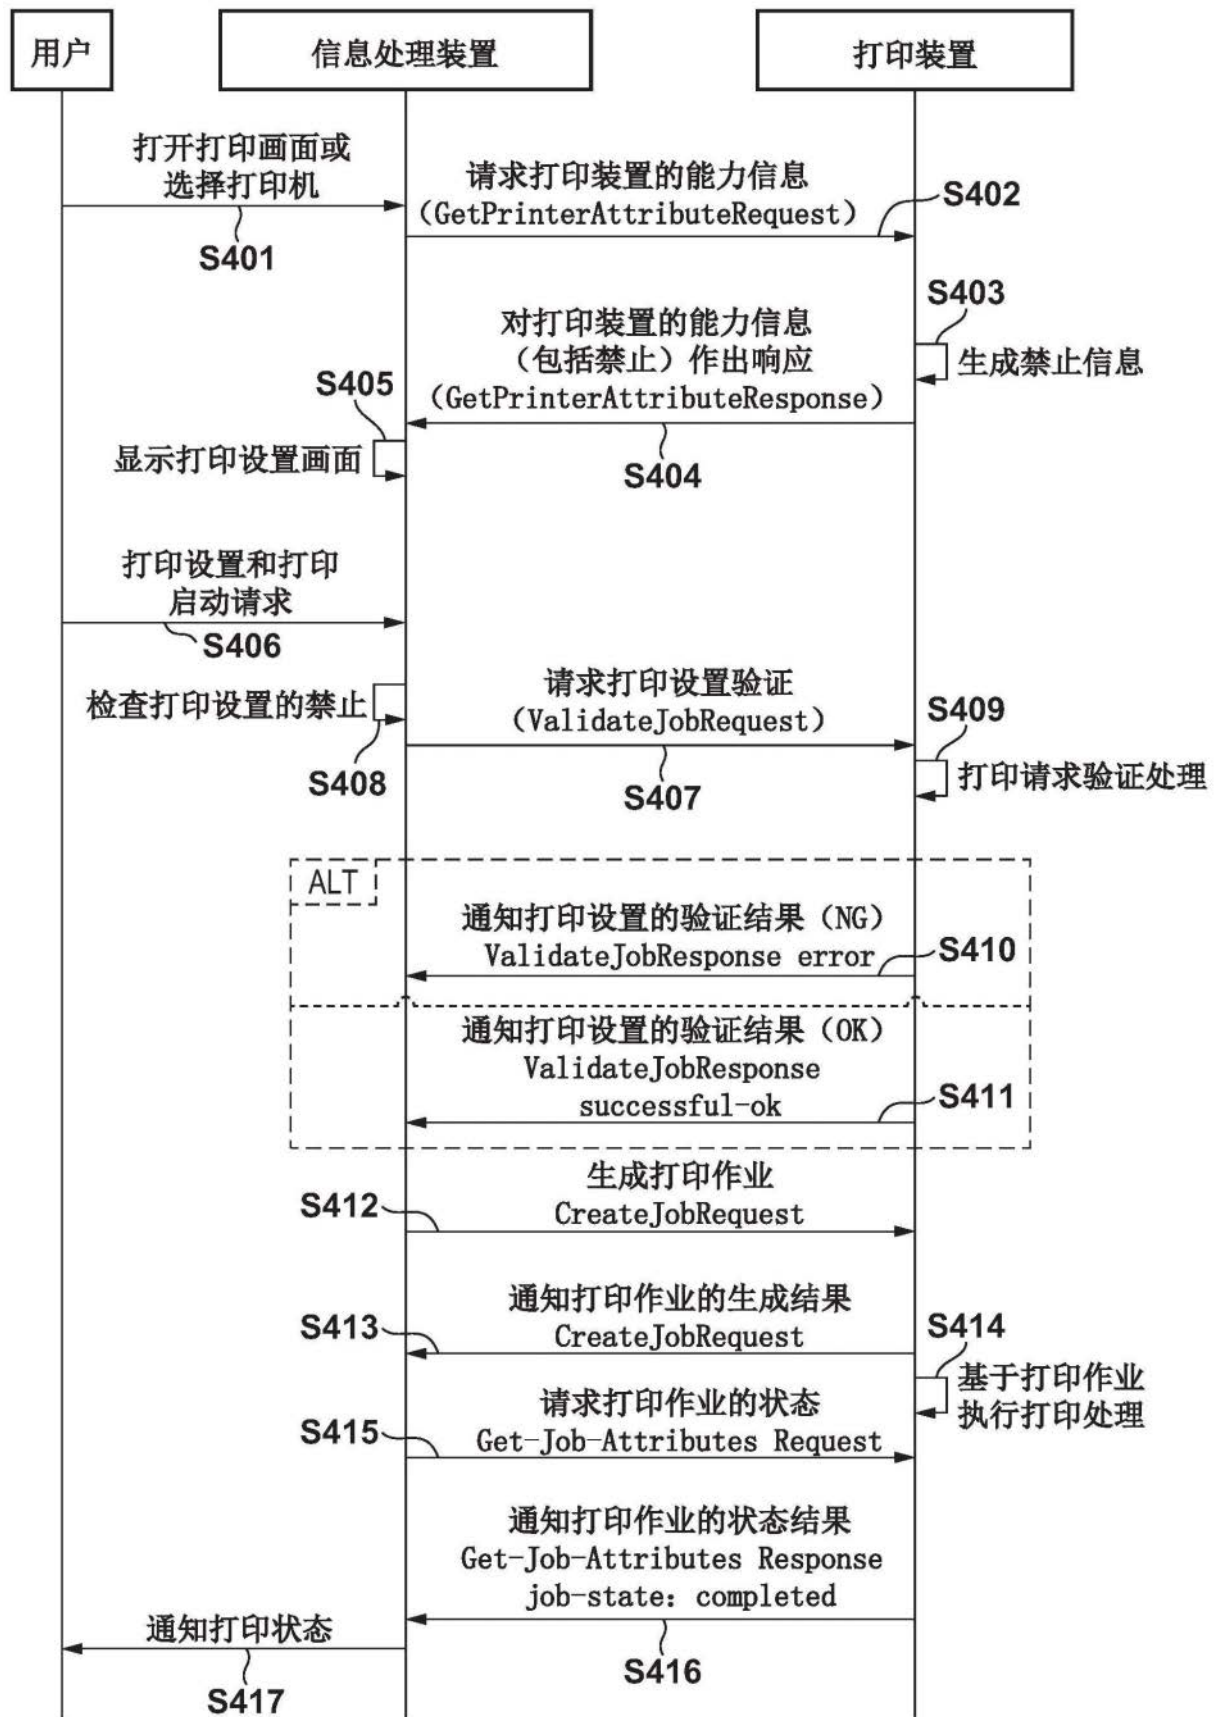 用户
信息处理装置
打印装置
打开打印画面或
选择打印机
S401
请求打印装置的能力信息
（GetPrinterAttributeRequest）
S402
S403
生成禁止信息
对打印装置的能力信息
（包括禁止）作出响应
（GetPrinterAttributeResponse）
S404
S405
显示打印设置画面
打印设置和打印
启动请求
S406
检查打印设置的禁止
S408
请求打印设置验证
（ValidateJobRequest）
S407
S409
打印请求验证处理
ALT
通知打印设置的验证结果（NG）
ValidateJobResponse error
S410
通知打印设置的验证结果（OK）
ValidateJobResponse
successful-ok
S411
生成打印作业
S412
CreateJobRequest
通知打印作业的生成结果
S413
CreateJobRequest
S414
基于打印作业
执行打印处理
请求打印作业的状态
S415
Get-Job-Attributes Request
通知打印作业的状态结果
Get-Job-Attributes Response
job-state：completed
S416
通知打印状态
S417